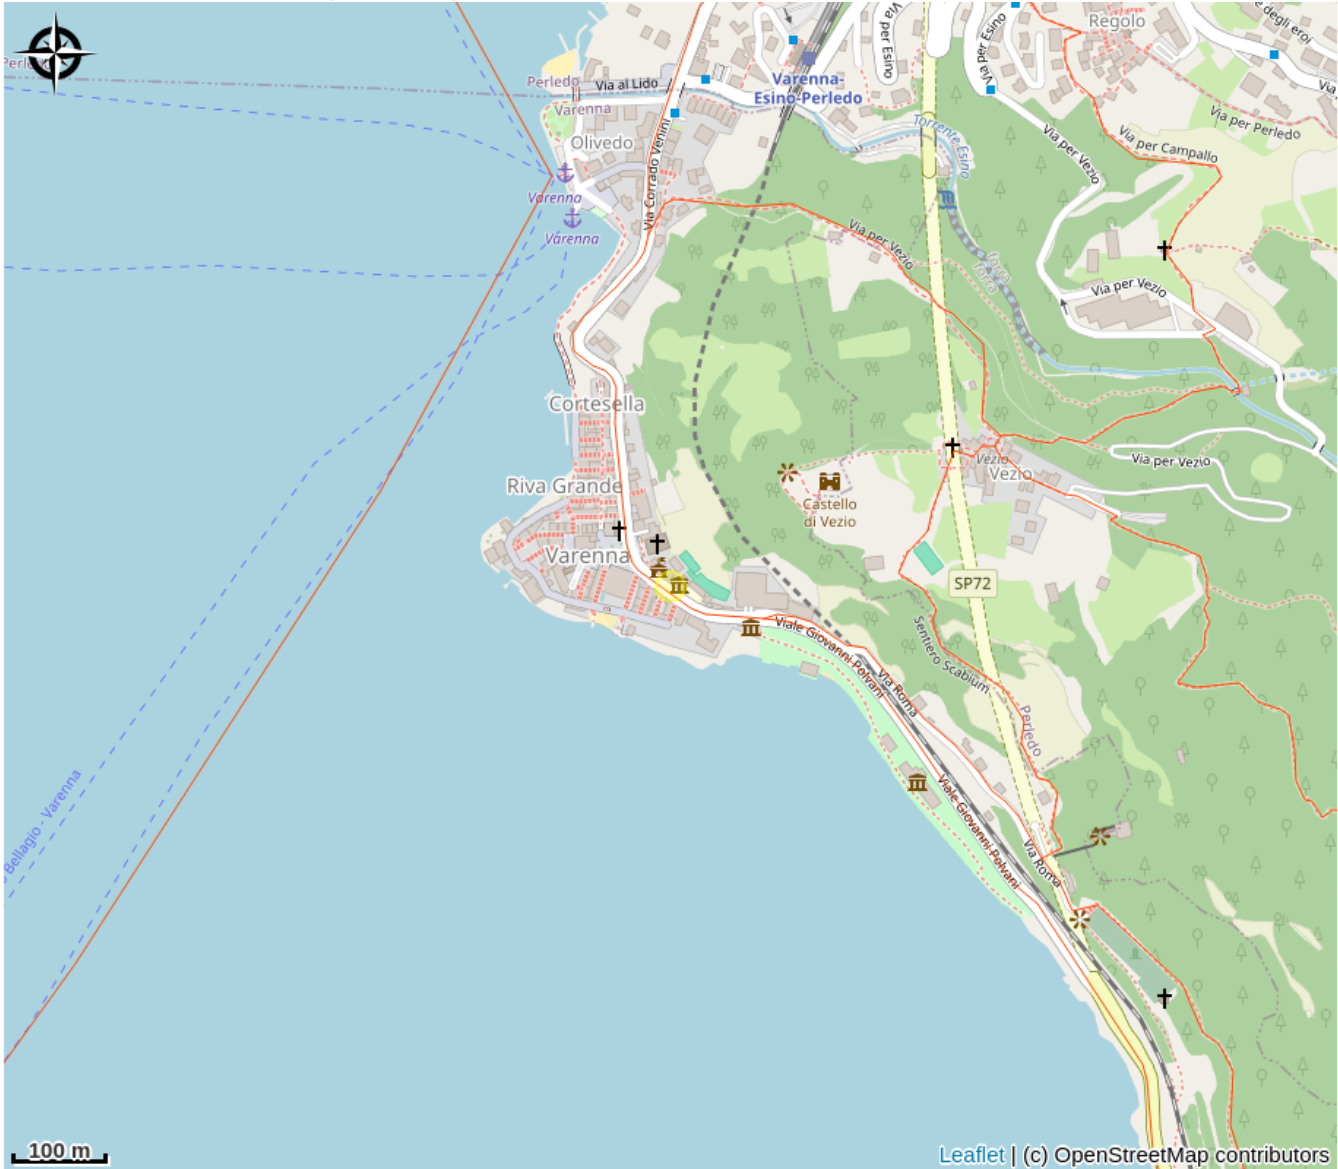 Regolo
Via per Esino
Via per Esino
degli eroi
Perledo
Via al Lido
Varenna-
Esino-Perledo
Varenna
Torrente Esino
Via per Perledo
Via per Campallo
Via per Vezio
Olivedo
Via Corrado Venini
Varenna
Varenna
Via per Vezio
Via per Vezio
Cortesella
Vezio
Vezio
Via per Vezio
Riva Grande
Castello
di Vezio
Varenna
SP72
Viale Giovanni Polvani
Sentiero Scabium
Via Roma
Perledo
Bellagio - Varenna
Viale Giovanni Polvani
Via Roma
100 m
Leaflet | (c) OpenStreetMap contributors